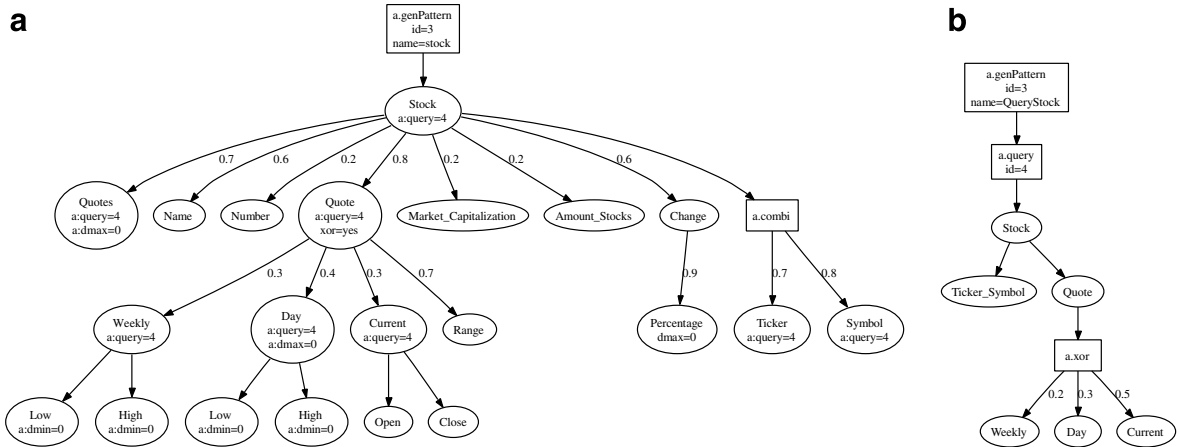 a
a.genPattern
id=3
name=stock
Stock
a:query=4
0.7
0.6
0.2
0.8
0.2
0.2
0.6
Quotes
a:query=4
a:dmax=0
Name
Number
Quote
a:query=4
xor=yes
Market_Capitalization
Amount_Stocks
Change
a.combi
0.3
0.4
0.3
0.7
0.9
0.7
0.8
Weekly
a:query=4
Day
a:query=4
a:dmax=0
Current
a:query=4
Range
Percentage
dmax=0
Ticker
a:query=4
Symbol
a:query=4
Low
a:dmin=0
High
a:dmin=0
Low
a:dmin=0
High
a:dmin=0
Open
Close
b
a.genPattern
id=3
name=QueryStock
a.query
id=4
Stock
Ticker_Symbol
Quote
a.xor
0.2
0.3
0.5
Weekly
Day
Current